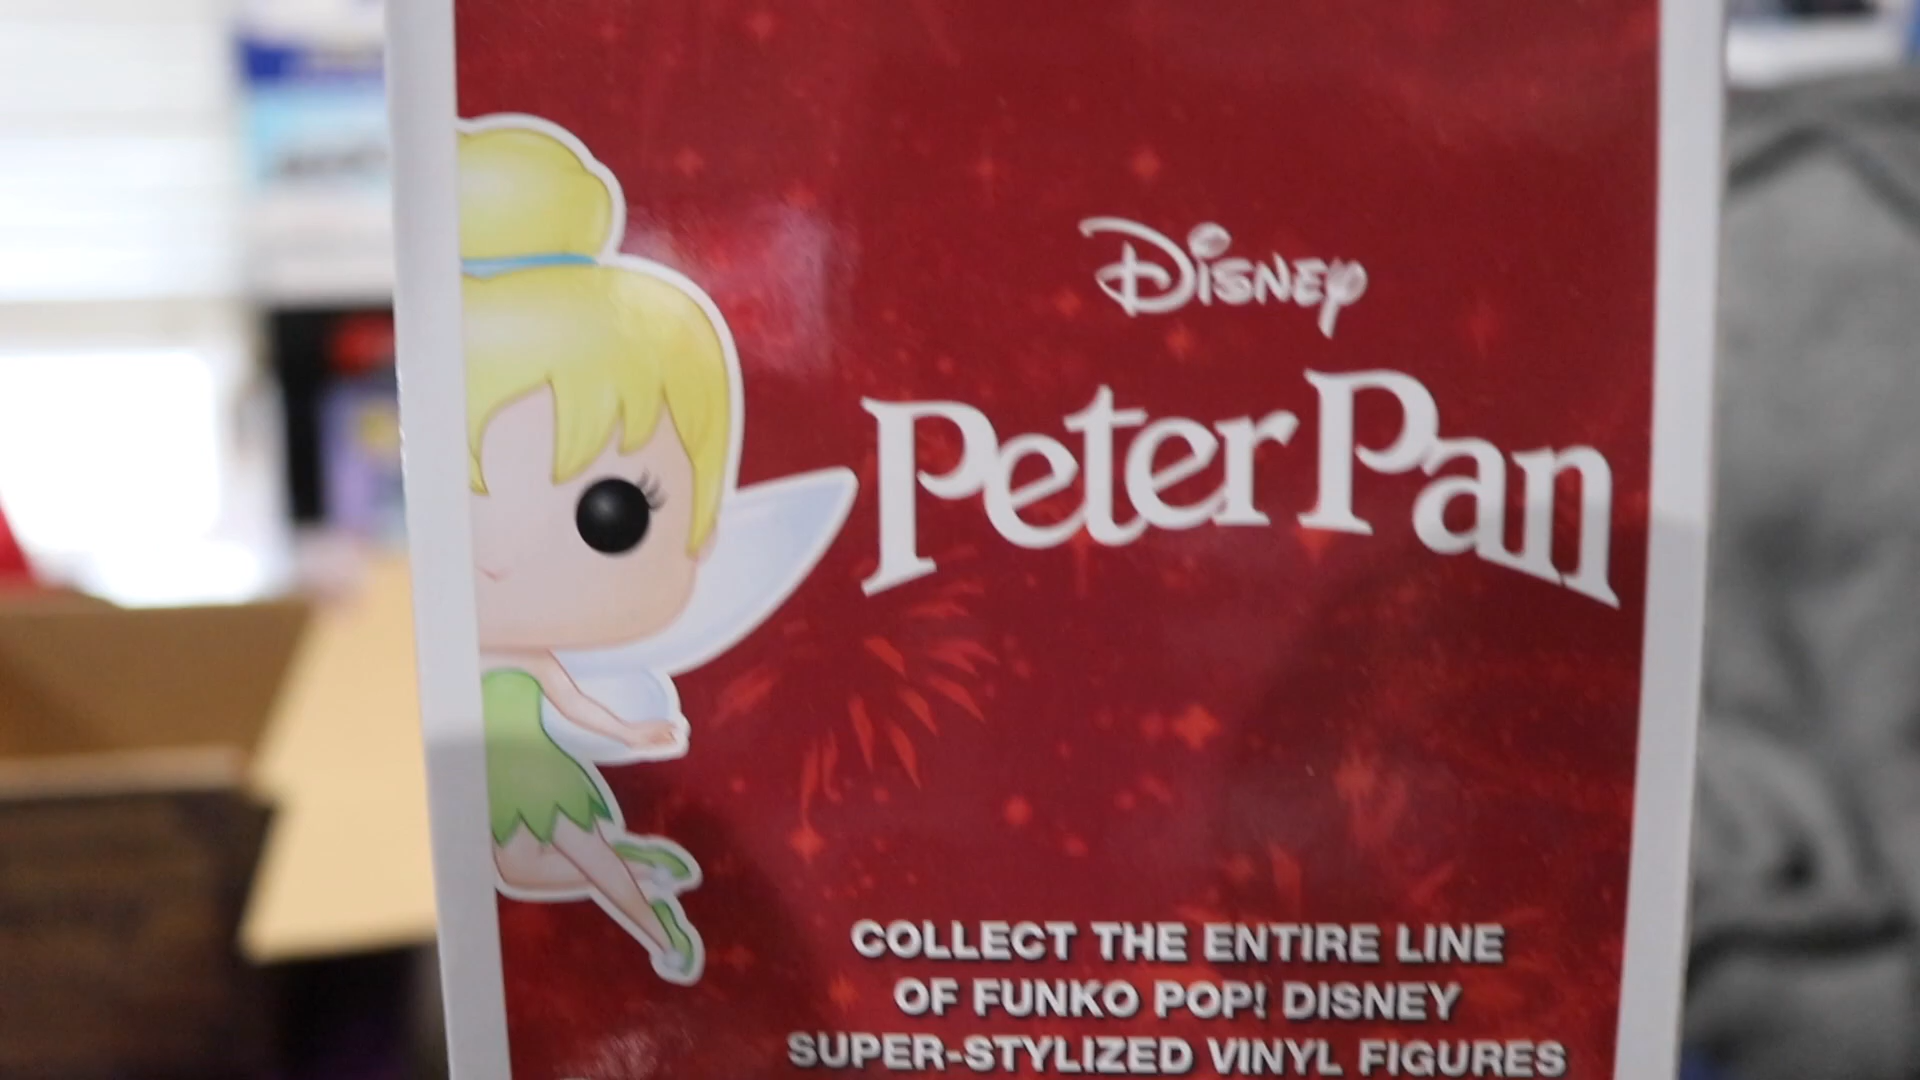 Disney
Peter Pan
COLLECT THE ENTIRE LINE
OF FUNKO POP! DISNEY
SUPER-STYLIZED VINYL FIGURES